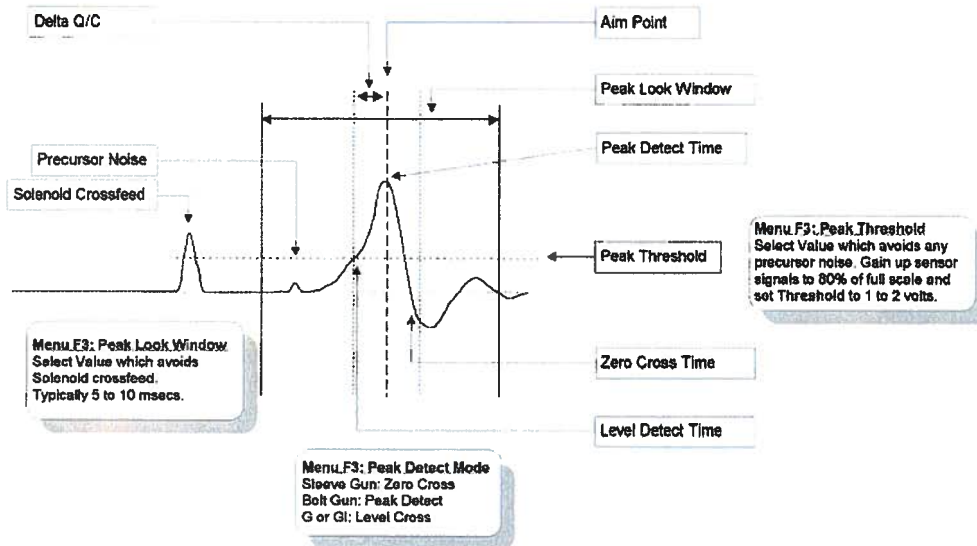 Delta Q/C
Aim Point
Peak Look Window
Precursor Noise
Peak Detect Time
Solenoid Crossfeed
Peak Threshold
Menu F3: Peak Threshold
Select Value which avoids any
precursor noise. Gain up sensor
signals to 80% of full scale and
set Threshold to 1 to 2 volts.
Menu F3: Peak Look Window
Select Value which avoids
Solenoid crossfeed.
Typically 5 to 10 msecs.
Zero Cross Time
Level Detect Time
Menu F3: Peak Detect Mode
Sleeve Gun: Zero Cross
Bolt Gun: Peak Detect
G or GI: Level Cross